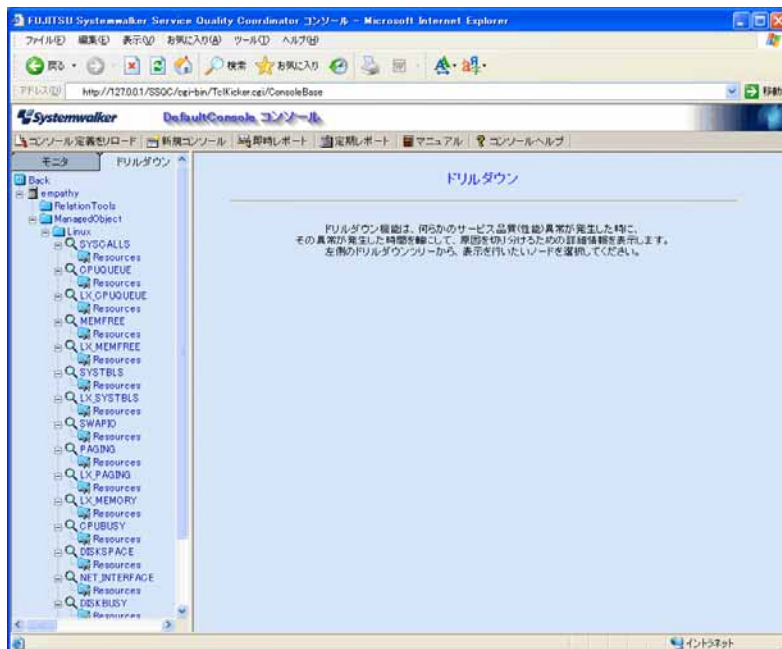 FUJITSU Systemwalker Service Quality Coordinator コンソール - Microsoft Internet Explorer
ファイル(F) 編集(E) 表示(V) お気に入り(A) ツール(T) ヘルプ(H)
戻る 検索 お気に入り
アドレス(D) http://127.0.0.1/SSQC/cgi-bin/TclKicker.cgi/ConsoleBase 移動
Systemwalker DefaultConsole コンソール
コンソール定義をリロード 新規コンソール 即時レポート 定期レポート マニュアル コンソールヘルプ
モニタ ドリルダウン
Back
empathy
RelationTools
ManagedObject
Linux
SYSCALLS
Resources
CPUQUEUE
Resources
LX_CPUQUEUE
Resources
MEMFREE
Resources
LX_MEMFREE
Resources
SYSTBLS
Resources
LX_SYSTBLS
Resources
SWAPIO
Resources
PAGING
Resources
LX_PAGING
Resources
LX_MEMORY
Resources
CPUBUSY
Resources
DISKSPACE
Resources
NET_INTERFACE
Resources
DISKBUSY
Resources
ドリルダウン
ドリルダウン機能は、何らかのサービス品質(性能)異常が発生した時に、
その異常が発生した時間を軸にして、原因を切り分けるための詳細情報を表示します。
左側のドリルダウンツリーから、表示を行いたいノードを選択してください。
イントラネット